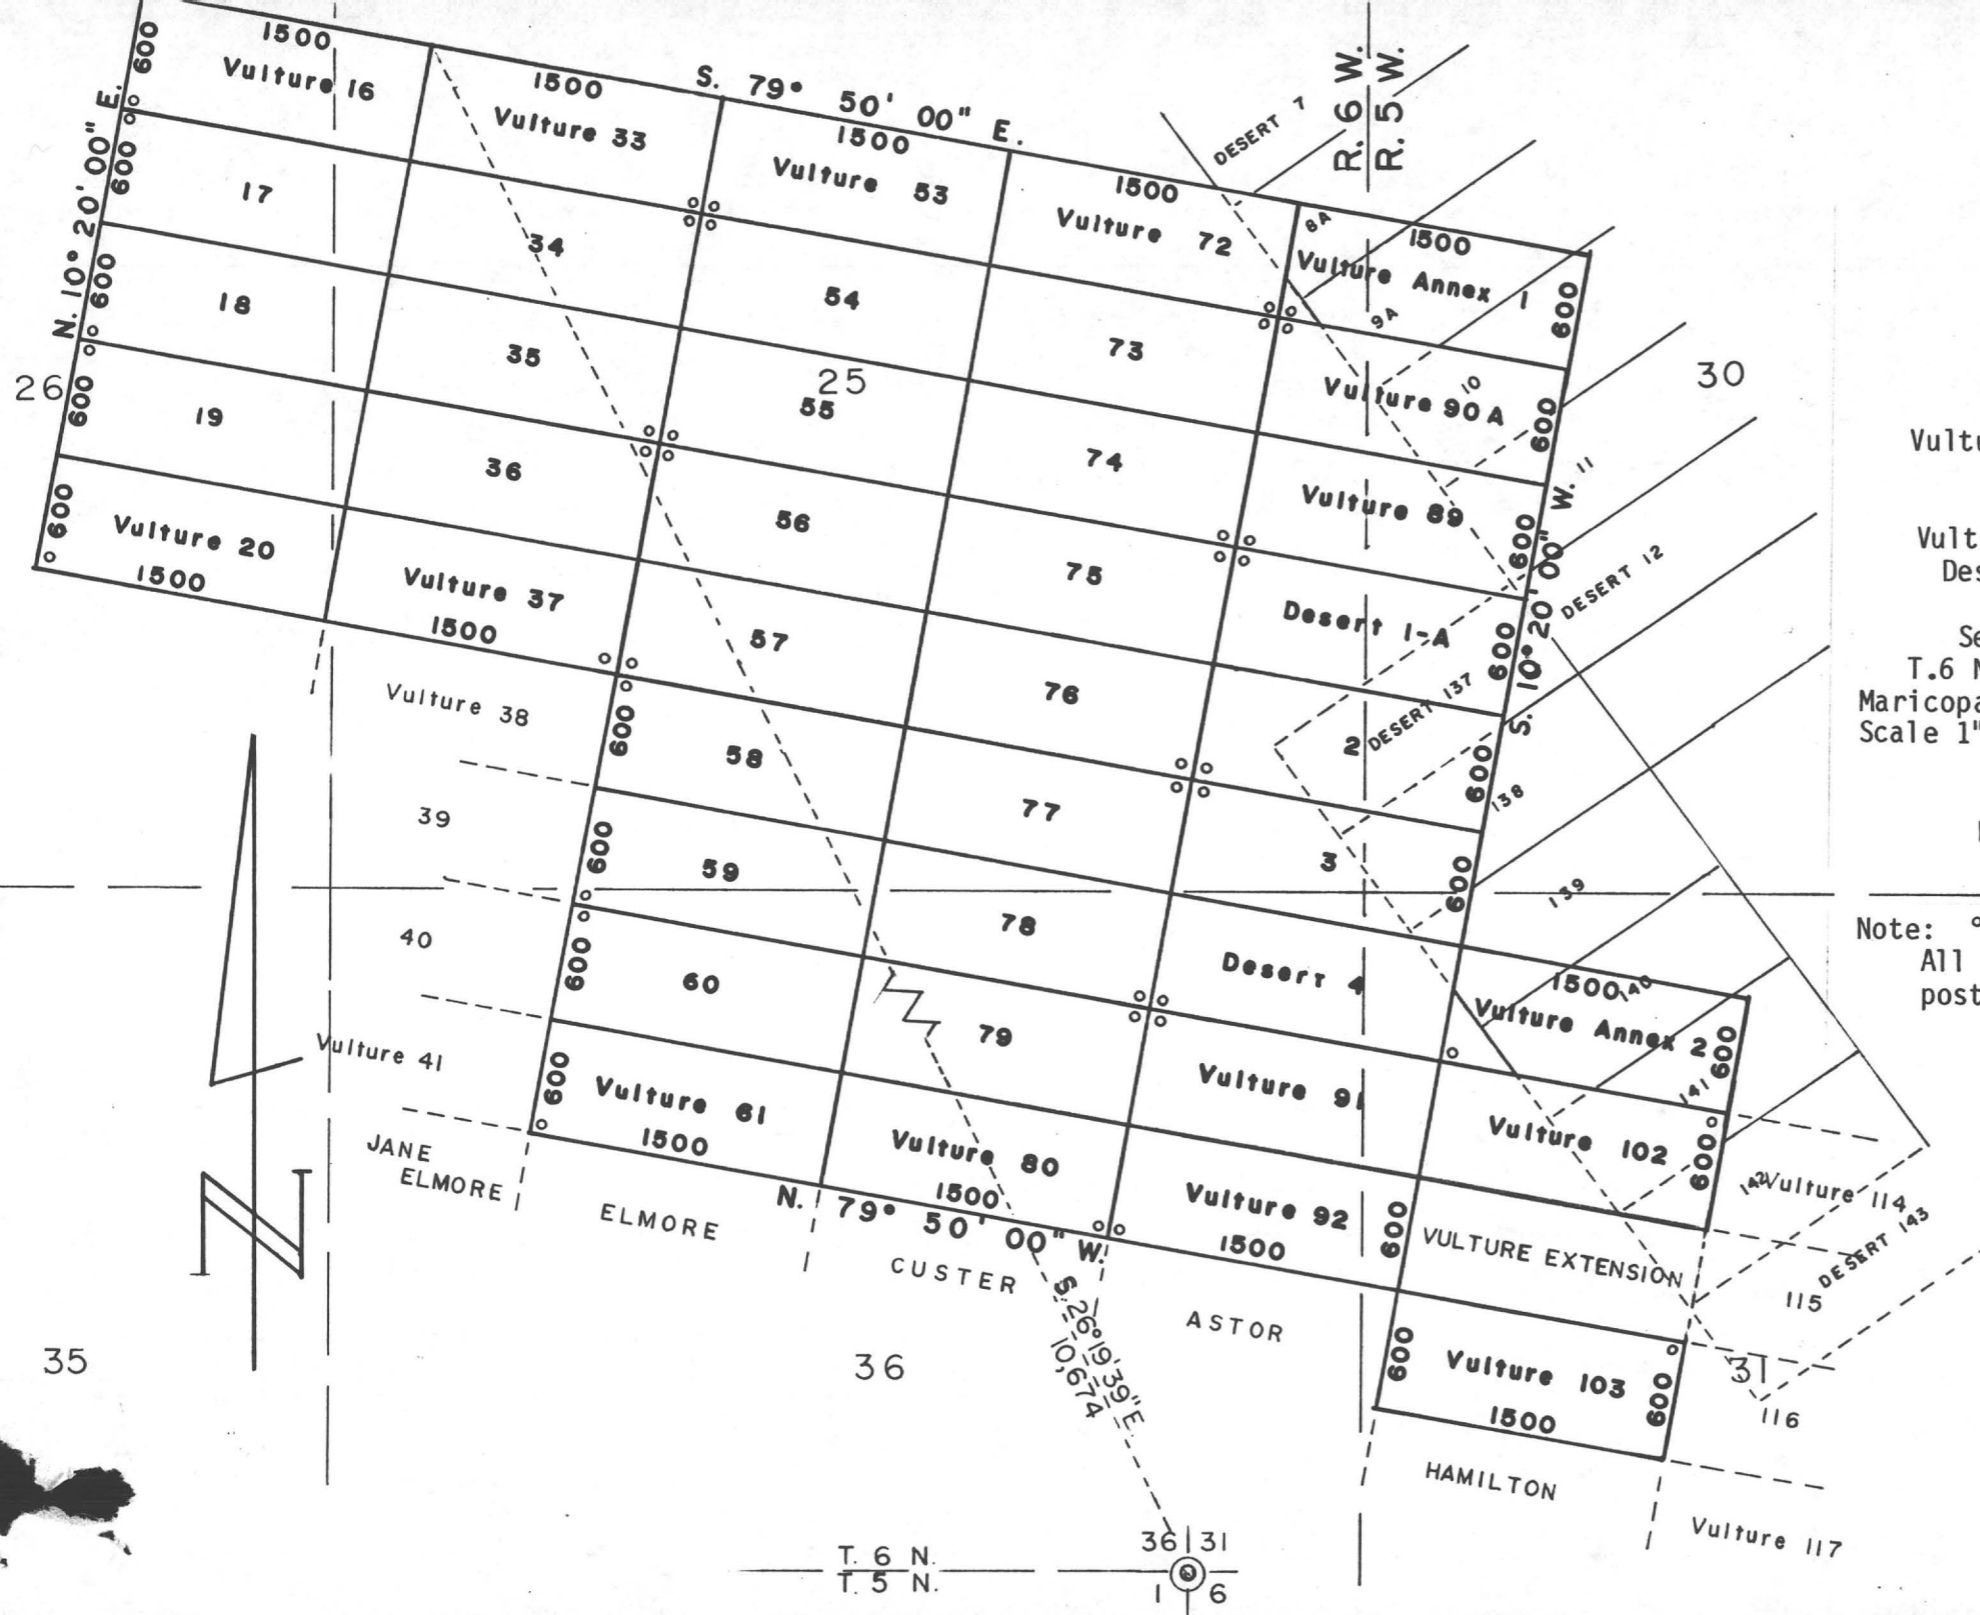 1500
Vulture 16
600
N. 10° 20' 00" E.
600
600
600
600
17
18
19
Vulture 20
1500
1500
Vulture 33
34
35
36
Vulture 37
1500
S. 79° 50' 00" E.
1500
Vulture 53
54
25
55
56
57
58
59
60
Vulture 61
1500
1500
Vulture 72
73
74
75
76
77
78
79
Vulture 80
1500
N. 79° 50' 00" W.
R. 6 W.
R. 5 W.
DESERT 7
8A
1500
Vulture Annex 1
600
9A
10
Vulture 90A
600
Vulture 89
600
W. 11
Desert 1-A
600
S. 10° 20' 00" W.
DESERT 12
2
DESERT 137
600
138
3
600
139
Desert 4
1500
140
Vulture Annex 2
600
141
Vulture 91
Vulture 102
600
142
Vulture 114
Vulture 92
1500
600
VULTURE EXTENSION
DESERT 143
115
600
Vulture 103
1500
600
31
116
HAMILTON
Vulture 117
26
30
Vulture 38
600
39
600
40
600
Vulture 41
600
JANE
ELMORE
ELMORE
CUSTER
ASTOR
S. 26° 19' 39" E.
10,674
N
35
36
T. 6 N.
T. 5 N.
36 31
1 6
T.6 N
Maricopa
Scale 1"
Note: °
All
post